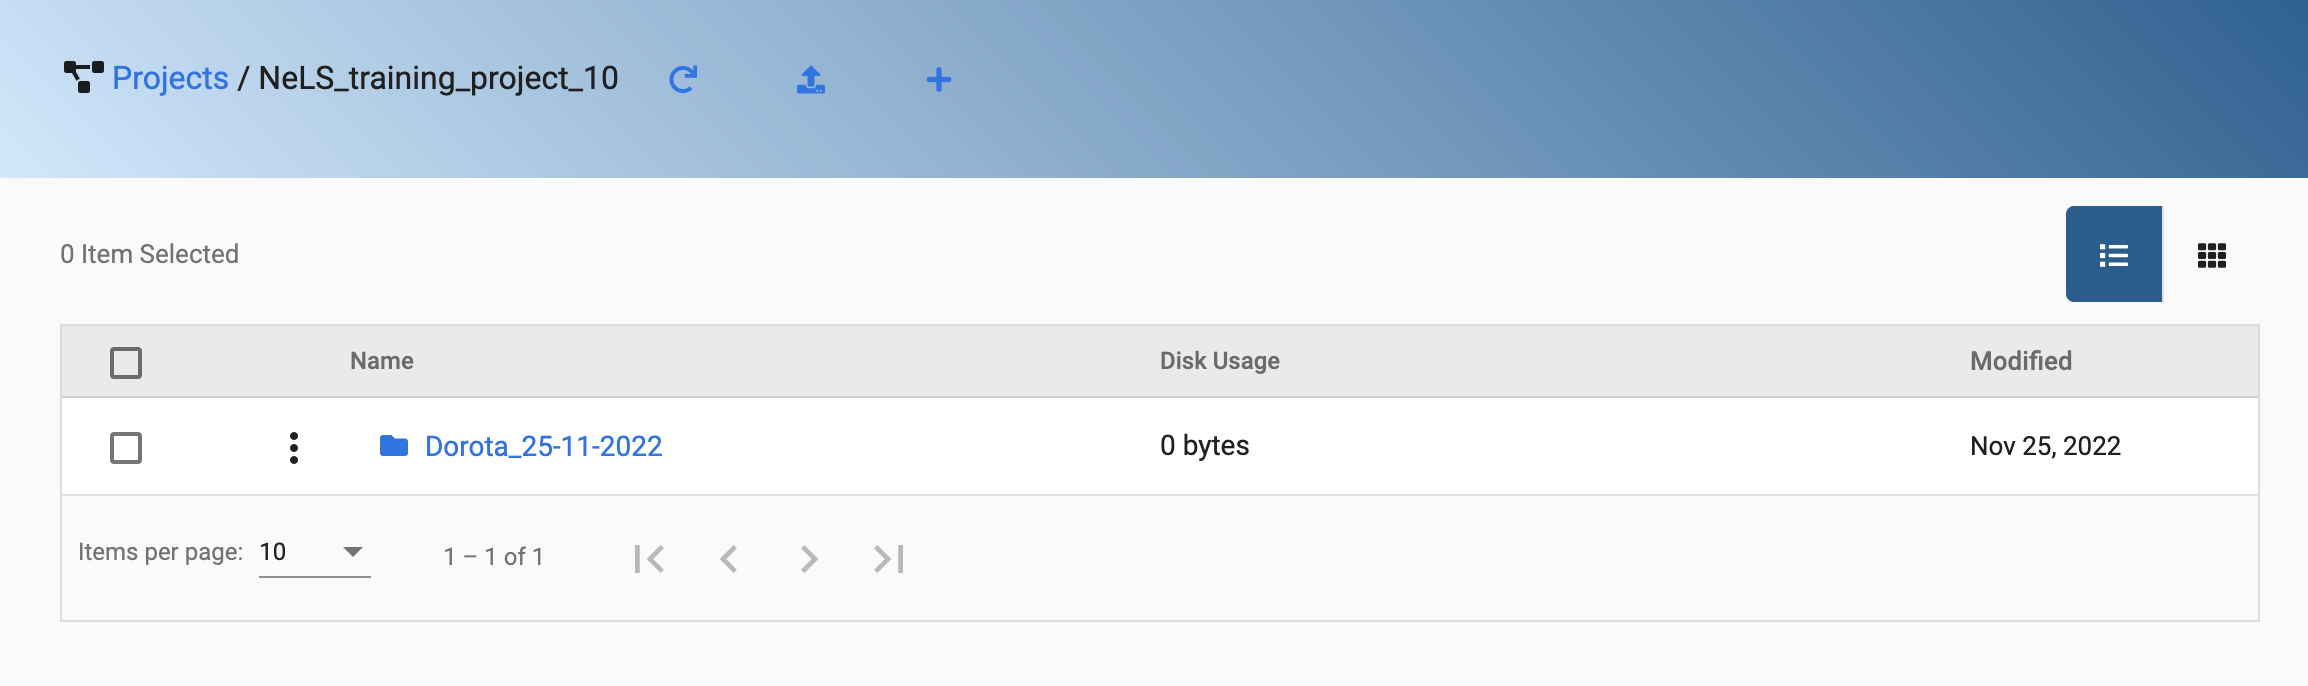 Projects / NeLS_training_project_10
0 Item Selected
Name Disk Usage Modified
Dorota_25-11-2022 0 bytes Nov 25, 2022
Items per page: 10 1 – 1 of 1